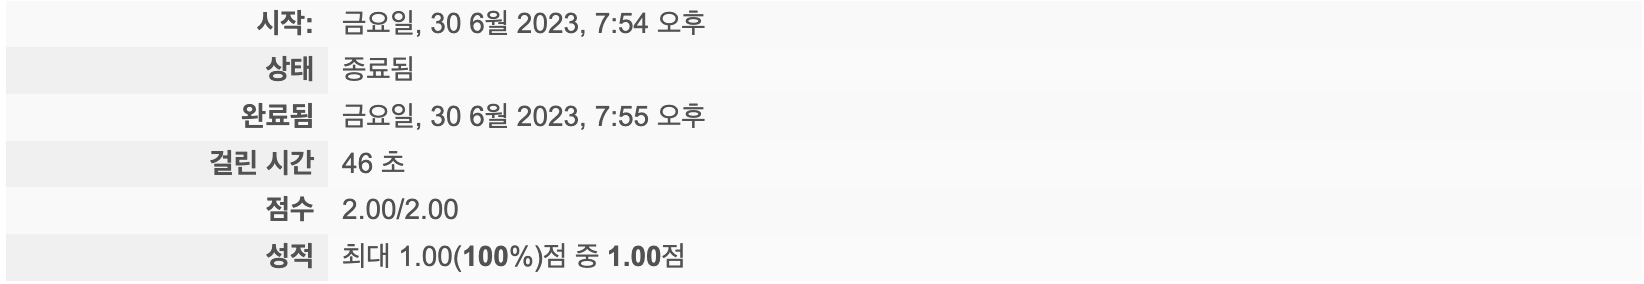 시작: 금요일, 30 6월 2023, 7:54 오후
상태 종료됨
완료됨 금요일, 30 6월 2023, 7:55 오후
걸린 시간 46 초
점수 2.00/2.00
성적 최대 1.00(100%)점 중 1.00점